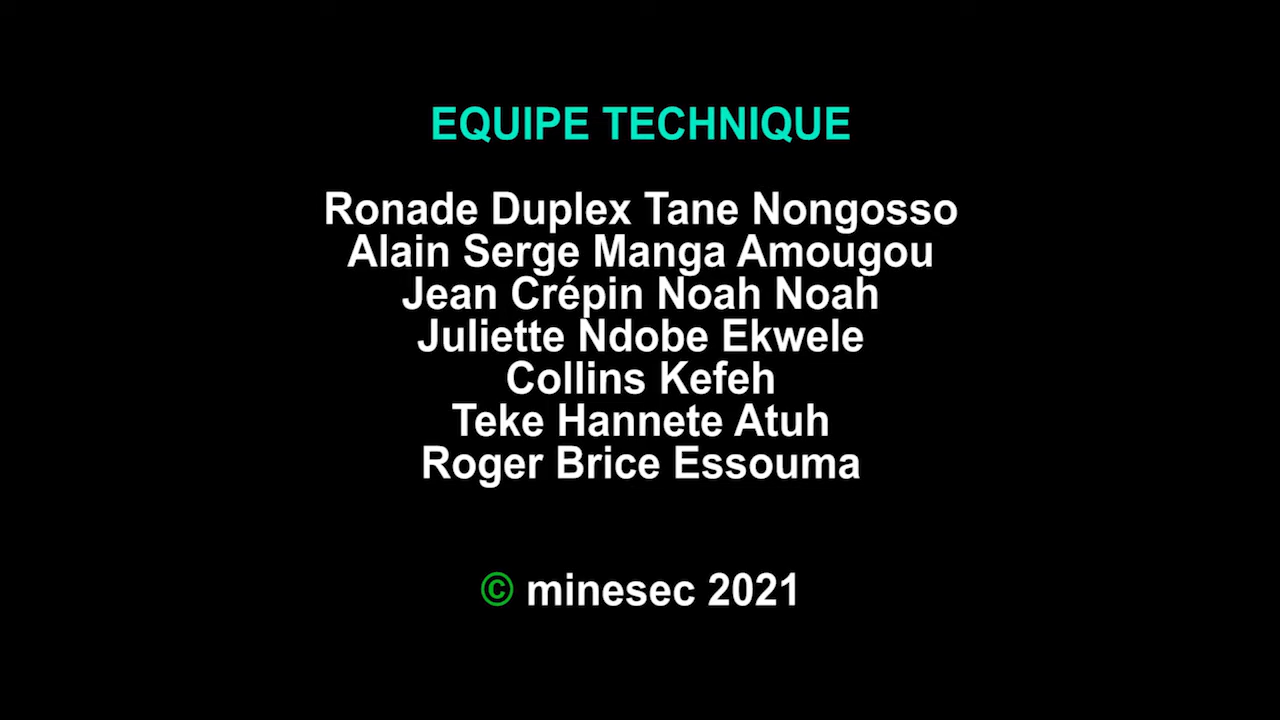 EQUIPE TECHNIQUE
Ronade Duplex Tane Nongosso
Alain Serge Manga Amougou
Jean Crépin Noah Noah
Juliette Ndobe Ekwele
Collins Kefeh
Teke Hannete Atuh
Roger Brice Essouma
© minesec 2021